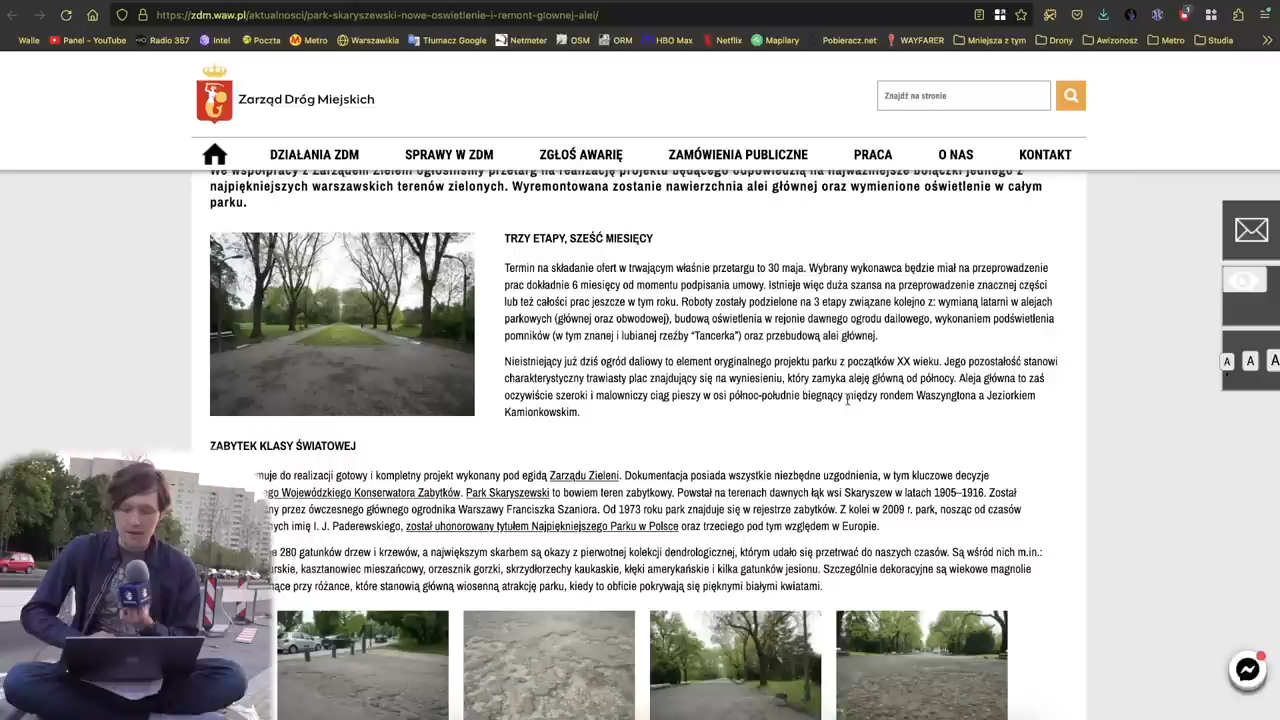 https://zdm.waw.pl/aktualnosci/park-skaryszewski-nowe-oswietlenie-i-remont-glownej-alei/
Walle Panel - YouTube Radio 357 Intel Poczta Metro Warszawikia Tłumacz Google Netmeter OSM ORM HBO Max Netflix Mapilary Pobieracz.net WAYFARER Mniejsza z tym Drony Awizonosz Metro Studia
Zarząd Dróg Miejskich
Znajdź na stronie
DZIAŁANIA ZDM SPRAWY W ZDM ZGŁOŚ AWARIĘ ZAMÓWIENIA PUBLICZNE PRACA O NAS KONTAKT
We współpracy z Zarządem Zieleni ogłosiliśmy przetarg na realizację projektu będącego odpowiedzią na najważniejsze bolączki jednego z
najpiękniejszych warszawskich terenów zielonych. Wyremontowana zostanie nawierzchnia alei głównej oraz wymienione oświetlenie w całym
parku.
TRZY ETAPY, SZEŚĆ MIESIĘCY
Termin na składanie ofert w trwającym właśnie przetargu to 30 maja. Wybrany wykonawca będzie miał na przeprowadzenie
prac dokładnie 6 miesięcy od momentu podpisania umowy. Istnieje więc duża szansa na przeprowadzenie znacznej części
lub też całości prac jeszcze w tym roku. Roboty zostały podzielone na 3 etapy związane kolejno z: wymianą latarni w alejach
parkowych (głównej oraz obwodowej), budową oświetlenia w rejonie dawnego ogrodu dailowego, wykonaniem podświetlenia
pomników (w tym znanej i lubianej rzeźby "Tancerka") oraz przebudową alei głównej.
Nieistniejący już dziś ogród daliowy to element oryginalnego projektu parku z początków XX wieku. Jego pozostałość stanowi
charakterystyczny trawiasty plac znajdujący się na wyniesieniu, który zamyka aleję główną od północy. Aleja główna to zaś
oczywiście szeroki i malowniczy ciąg pieszy w osi północ-południe biegnący między rondem Waszyngtona a Jeziorkiem
Kamionkowskim.
ZABYTEK KLASY ŚWIATOWEJ
muje do realizacji gotowy i kompletny projekt wykonany pod egidą Zarządu Zieleni. Dokumentacja posiada wszystkie niezbędne uzgodnienia, w tym kluczowe decyzje
ego Wojewódzkiego Konserwatora Zabytków. Park Skaryszewski to bowiem teren zabytkowy. Powstał na terenach dawnych łąk wsi Skaryszew w latach 1905–1916. Został
ny przez ówczesnego głównego ogrodnika Warszawy Franciszka Szaniora. Od 1973 roku park znajduje się w rejestrze zabytków. Z kolei w 2009 r. park, nosząc od czasów
nych imię I. J. Paderewskiego, został uhonorowany tytułem Najpiękniejszego Parku w Polsce oraz trzeciego pod tym względem w Europie.
e 280 gatunków drzew i krzewów, a największym skarbem są okazy z pierwotnej kolekcji dendrologicznej, którym udało się przetrwać do naszych czasów. Są wśród nich m.in.:
urskie, kasztanowiec mieszańcowy, orzesznik gorzki, skrzydłorzechy kaukaskie, kłęki amerykańskie i kilka gatunków jesionu. Szczególnie dekoracyjne są wiekowe magnolie
nące przy różance, które stanowią główną wiosenną atrakcję parku, kiedy to obficie pokrywają się pięknymi białymi kwiatami.
A A A